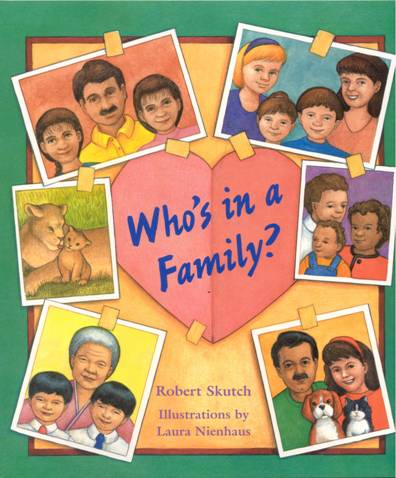 Who's in a
Family?
Robert Skutch
Illustrations by
Laura Nienhaus